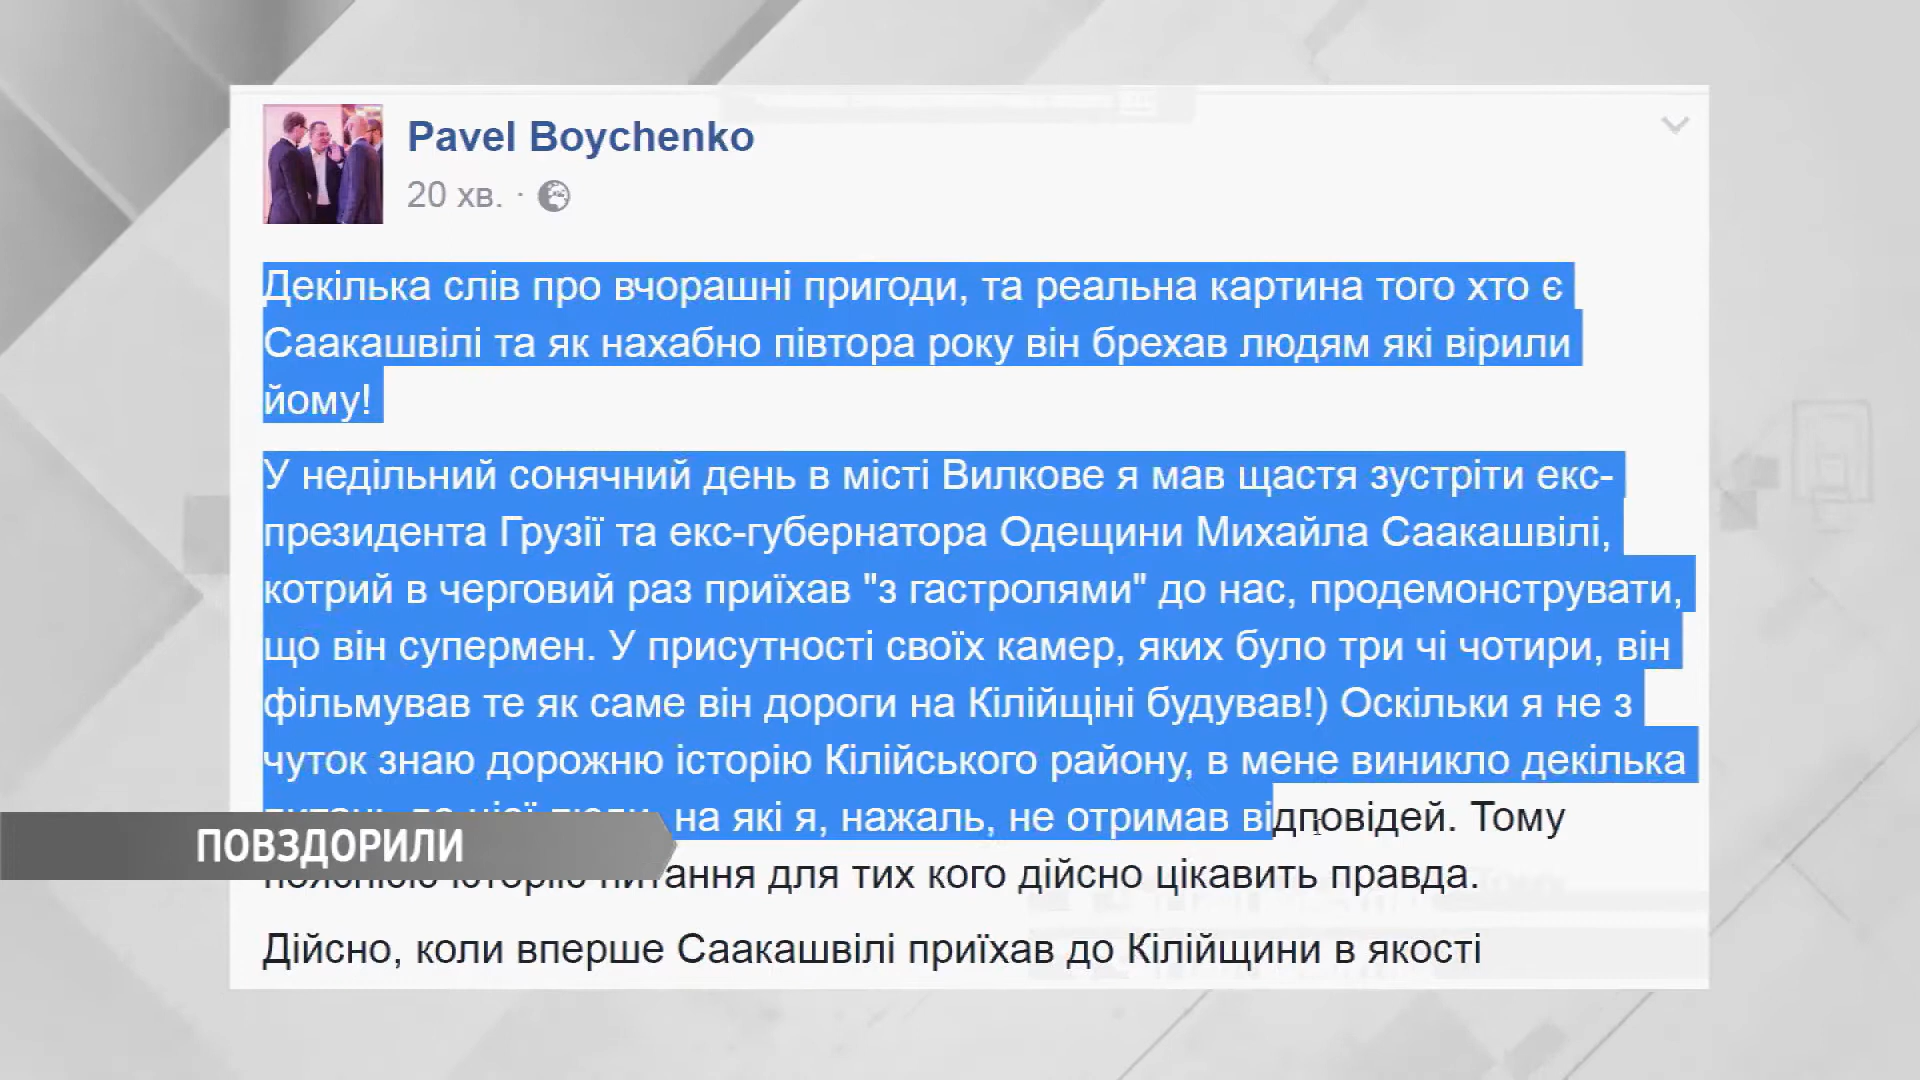 Pavel Boychenko
20 хв. ·
Декілька слів про вчорашні пригоди, та реальна картина того хто є
Саакашвілі та як нахабно півтора року він брехав людям які вірили
йому!
У недільний сонячний день в місті Вилкове я мав щастя зустріти екс-
президента Грузії та екс-губернатора Одещини Михайла Саакашвілі,
котрий в черговий раз приїхав "з гастролями" до нас, продемонструвати,
що він супермен. У присутності своїх камер, яких було три чі чотири, він
фільмував те як саме він дороги на Кілійщіні будував!) Оскільки я не з
чуток знаю дорожню історію Кілійського району, в мене виникло декілька
на які я, нажаль, не отримав відповідей. Тому
ПОВЗДОРИЛИ
питання для тих кого дійсно цікавить правда.
Дійсно, коли вперше Саакашвілі приїхав до Кілійщини в якості